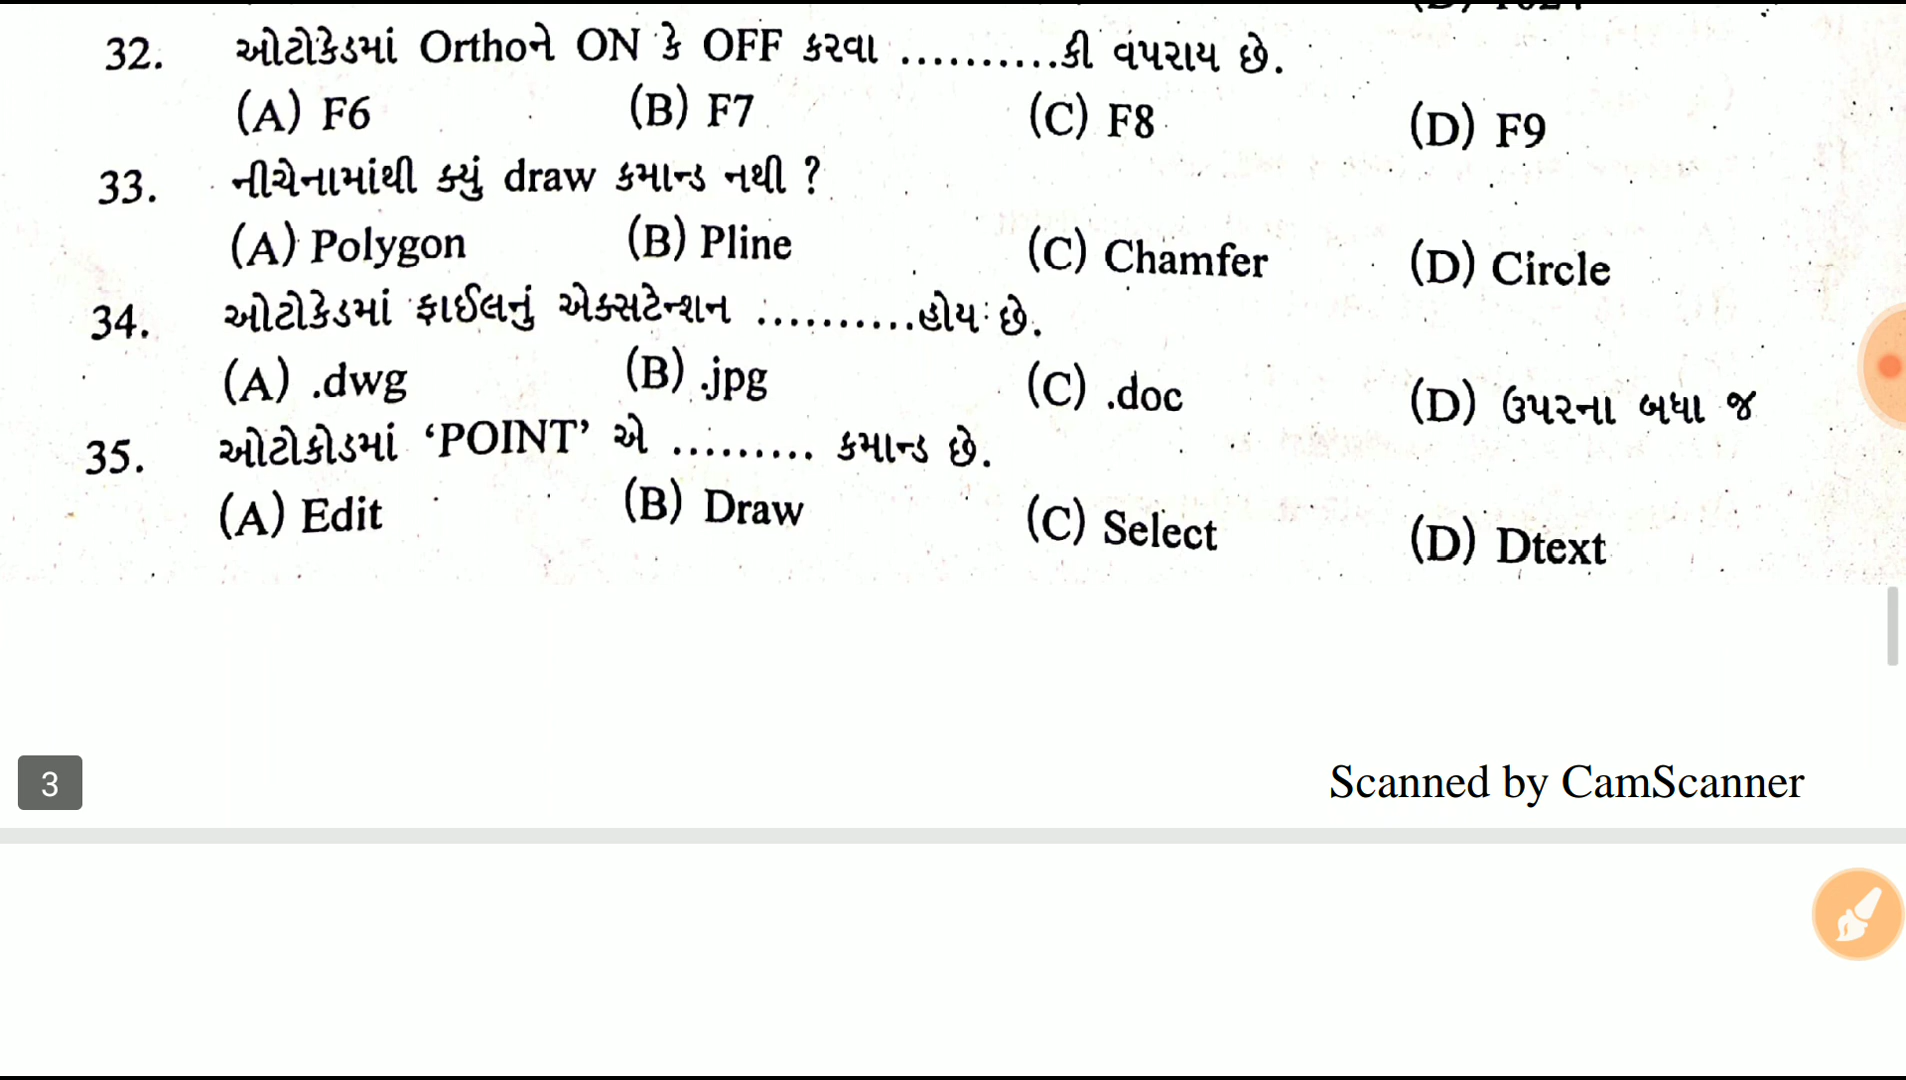 32. ઓટોકેડમાં Orthoને ON કે OFF કરવા ..........કી વપરાય છે.
(A) F6 (B) F7 (C) F8 (D) F9
33. નીચેનામાંથી ક્યું draw કમાન્ડ નથી ?
(A) Polygon (B) Pline (C) Chamfer (D) Circle
34. ઓટોકેડમાં ફાઈલનું એક્સટેન્શન ..........હોય છે.
(A) .dwg (B) .jpg (C) .doc (D) ઉપરના બધા જ
35. ઓટોકોડમાં ‘POINT’ એ ......... કમાન્ડ છે.
(A) Edit (B) Draw (C) Select (D) Dtext
3
Scanned by CamScanner